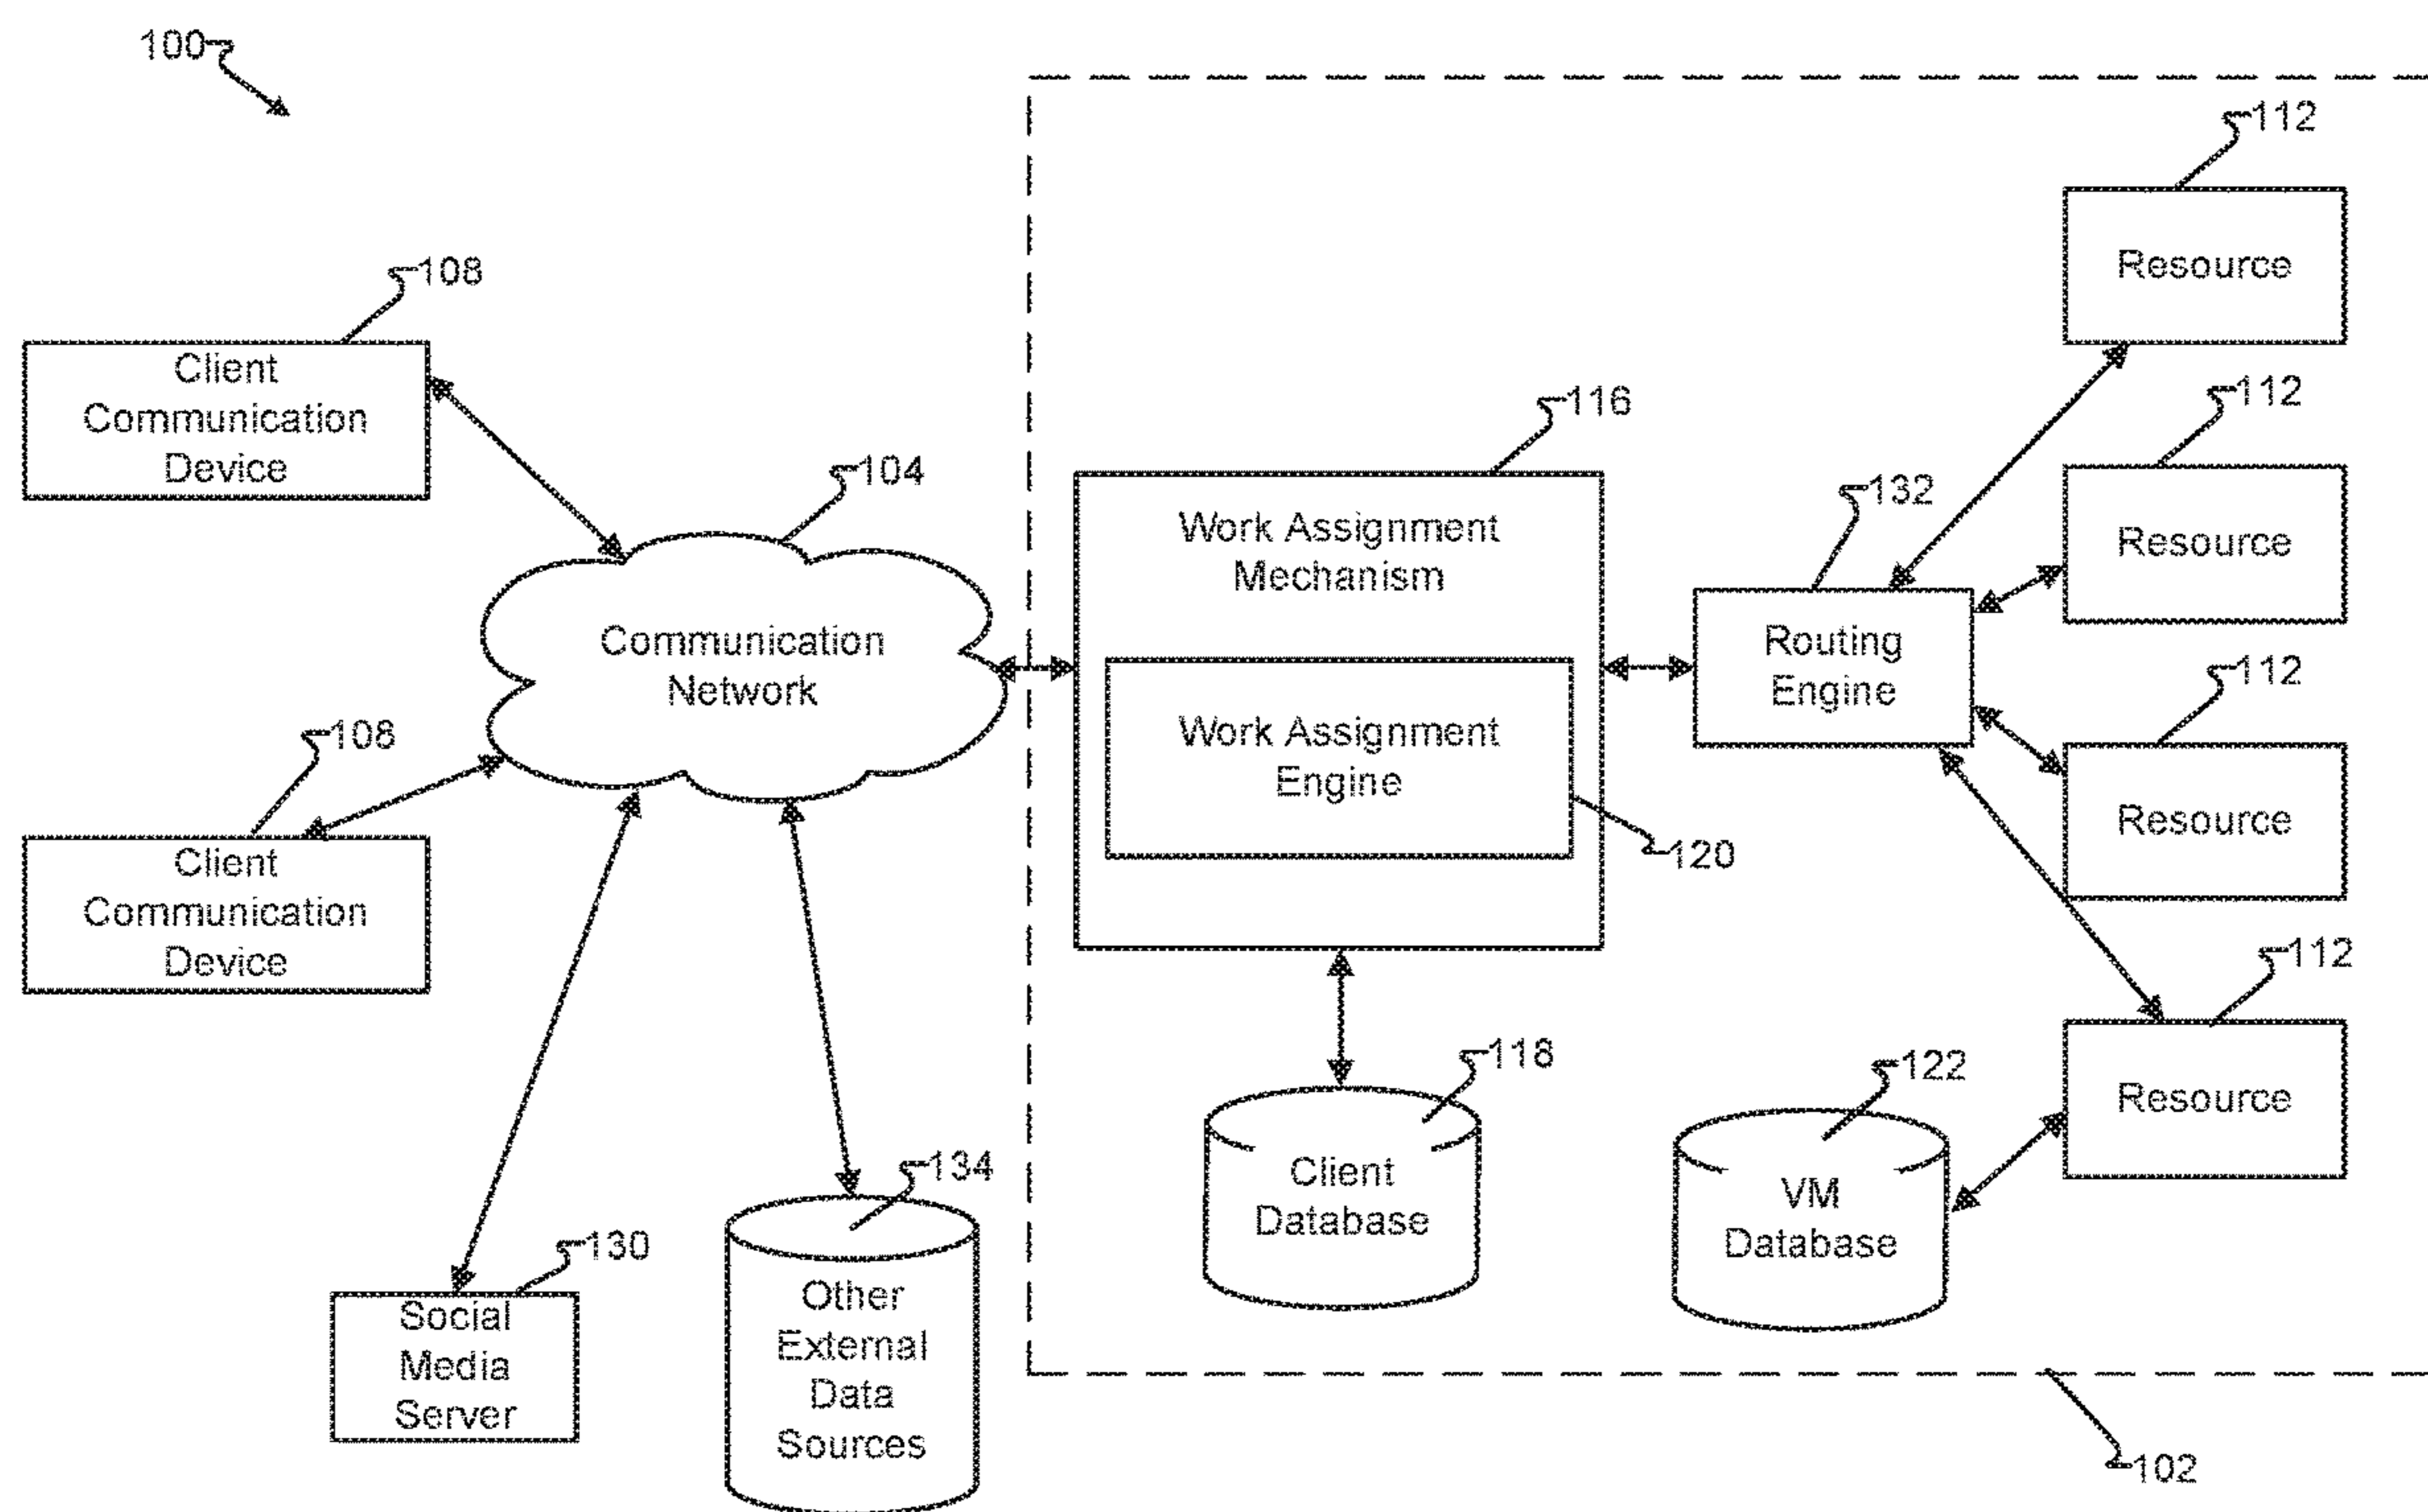 100
112
Resource
108
Client
Communication
Device
112
116
104
132
Work Assignment
Mechanism
Resource
Communication
Network
Routing
Engine
112
108
Work Assignment
Engine
120
Resource
Client
Communication
Device
112
118
122
Resource
Client
Database
VM
Database
134
130
Social
Media
Server
Other
External
Data
Sources
102